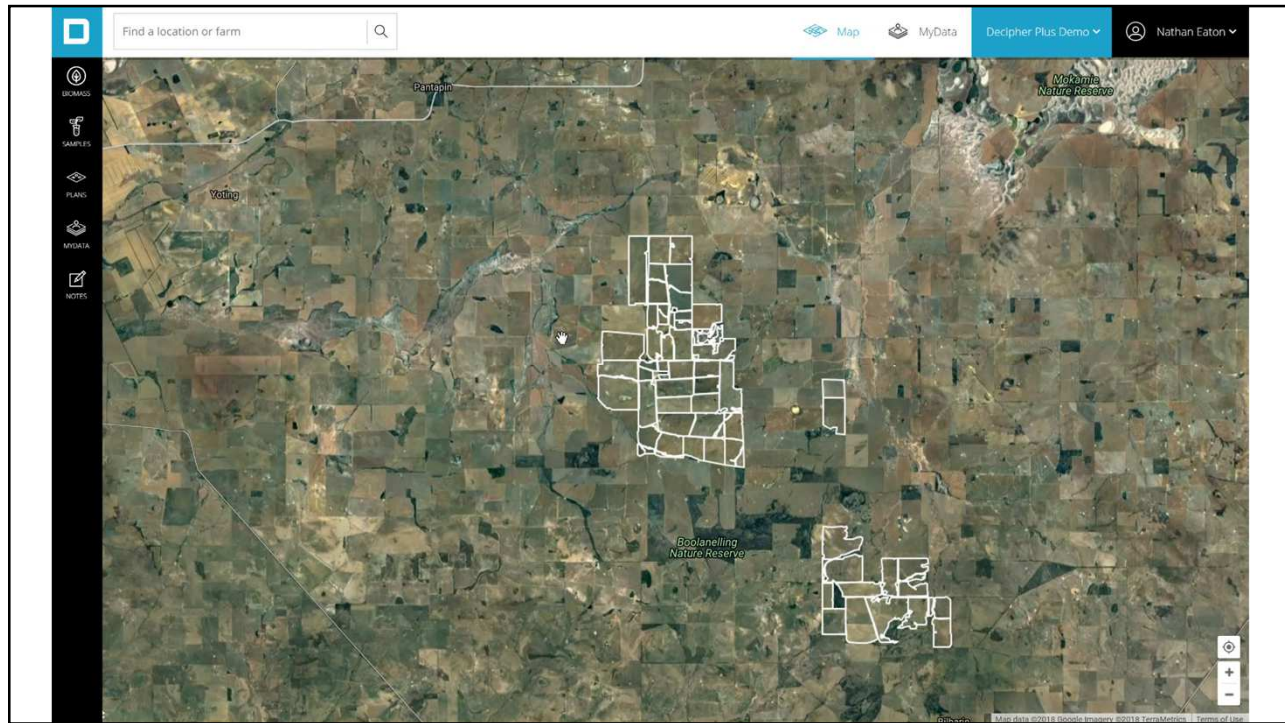 Find a location or farm
Map
MyData
Decipher Plus Demo
Nathan Eaton
BIOMASS
SAMPLES
PLANS
MYDATA
NOTES
Pantapin
Mokamie
Nature Reserve
Yoting
Boolanelling
Nature Reserve
+
−
Map data ©2018 Google Imagery ©2018 TerraMetrics
Terms of Use